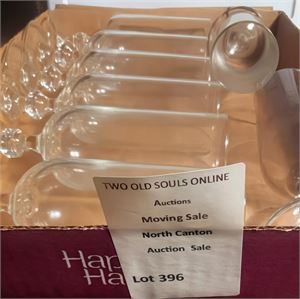 TWO OLD SOULS ONLINE
Auctions
Moving Sale
North Canton
Auction Sale
Lot 396